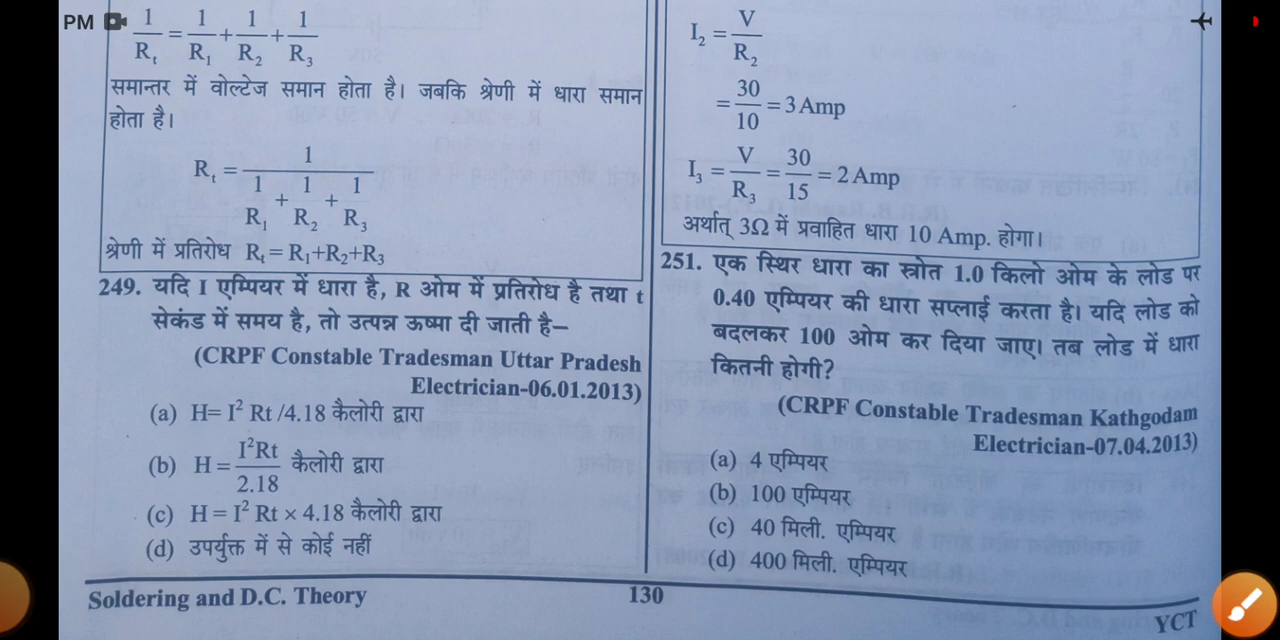 PM
1/Rt = 1/R1 + 1/R2 + 1/R3
समान्तर में वोल्टेज समान होता है। जबकि श्रेणी में धारा समान
होता है।
Rt = 1/(1/R1 + 1/R2 + 1/R3)
श्रेणी में प्रतिरोध Rt = R1+R2+R3
249. यदि I एम्पियर में धारा है, R ओम में प्रतिरोध है तथा t
सेकंड में समय है, तो उत्पन्न ऊष्मा दी जाती है–
(CRPF Constable Tradesman Uttar Pradesh
Electrician-06.01.2013)
(a) H= I² Rt /4.18 कैलोरी द्वारा
(b) H = I²Rt/2.18 कैलोरी द्वारा
(c) H = I² Rt × 4.18 कैलोरी द्वारा
(d) उपर्युक्त में से कोई नहीं
I2 = V/R2
= 30/10 = 3 Amp
I3 = V/R3 = 30/15 = 2 Amp
अर्थात् 3Ω में प्रवाहित धारा 10 Amp. होगा।
251. एक स्थिर धारा का स्त्रोत 1.0 किलो ओम के लोड पर
0.40 एम्पियर की धारा सप्लाई करता है। यदि लोड को
बदलकर 100 ओम कर दिया जाए। तब लोड में धारा
कितनी होगी?
(CRPF Constable Tradesman Kathgodam
Electrician-07.04.2013)
(a) 4 एम्पियर
(b) 100 एम्पियर
(c) 40 मिली. एम्पियर
(d) 400 मिली. एम्पियर
Soldering and D.C. Theory
130
YCT